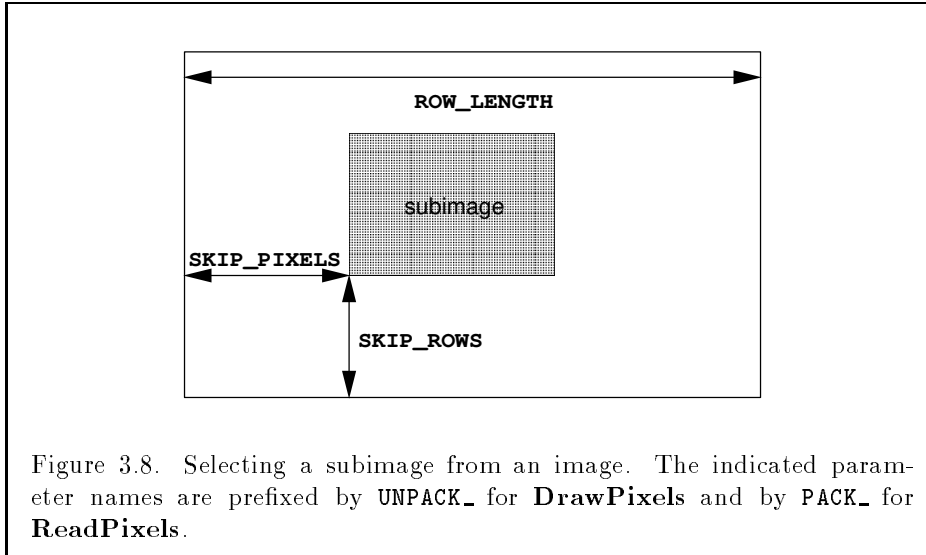 ROW_LENGTH
subimage
SKIP_PIXELS
SKIP_ROWS
Figure 3.8. Selecting a subimage from an image. The indicated param-
eter names are prefixed by UNPACK_ for DrawPixels and by PACK_ for
ReadPixels.